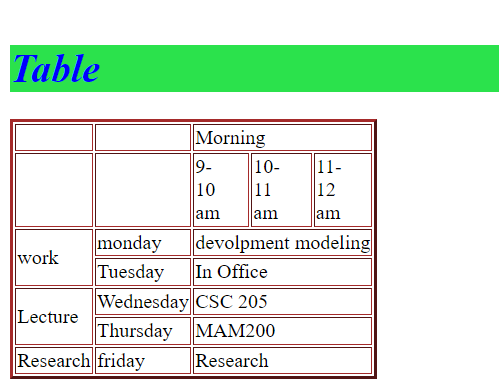 Table
Morning
9-10 am 10-11 am 11-12 am
work monday devolpment modeling
Tuesday In Office
Lecture Wednesday CSC 205
Thursday MAM200
Research friday Research